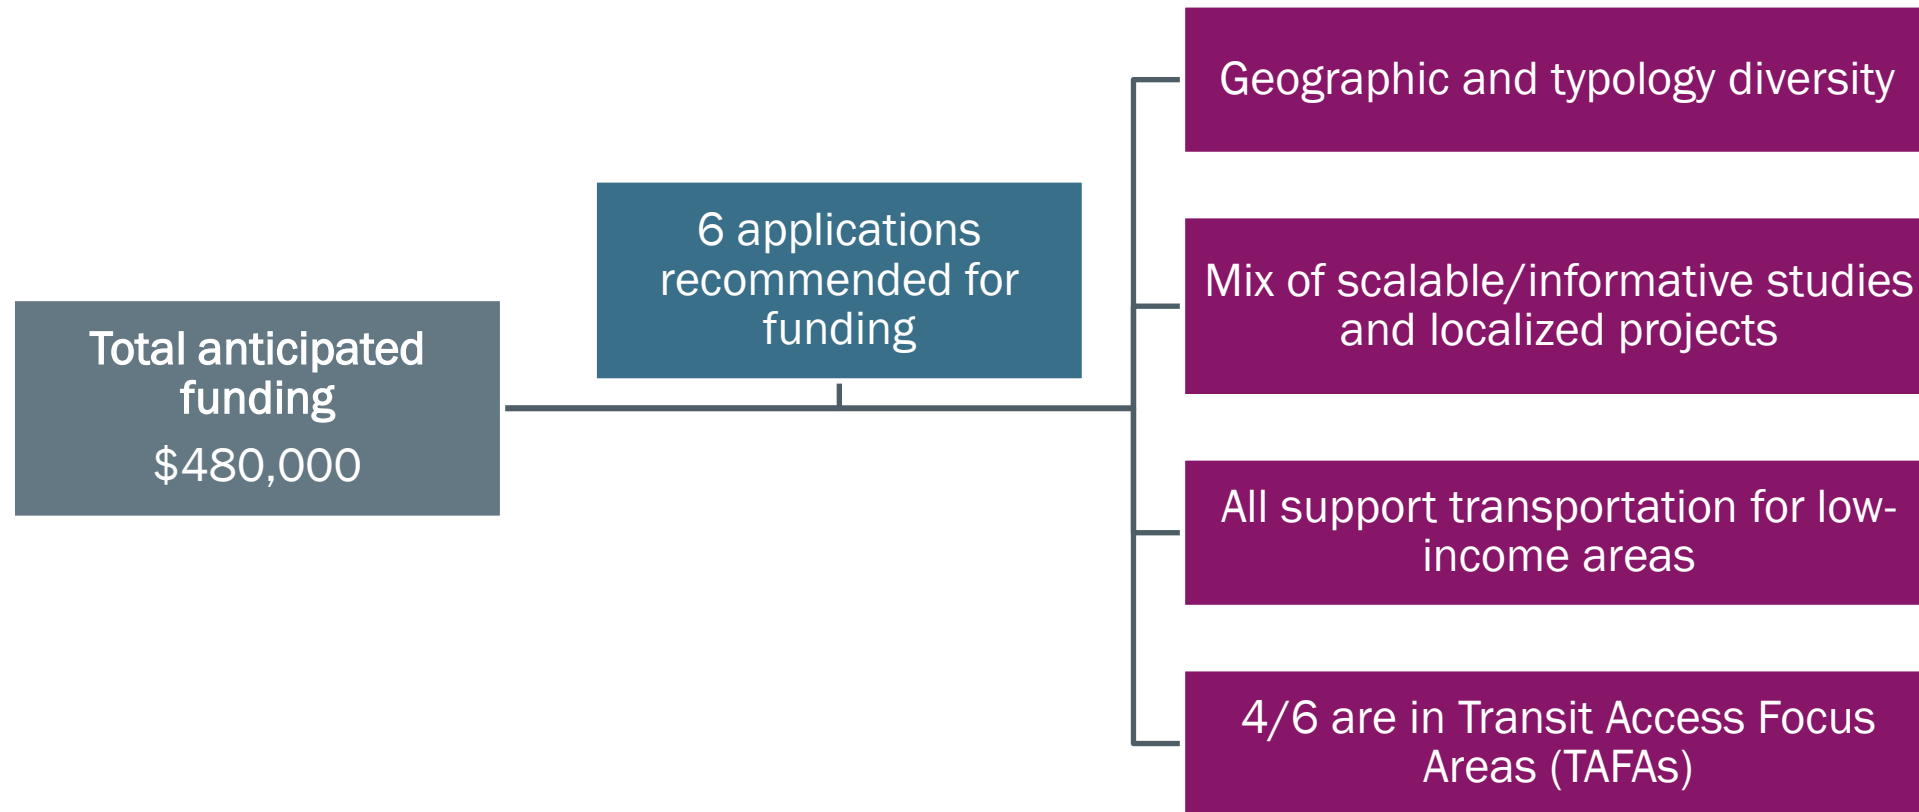 Total anticipated
funding
$480,000
6 applications
recommended for
funding
Geographic and typology diversity
Mix of scalable/informative studies
and localized projects
All support transportation for low-
income areas
4/6 are in Transit Access Focus
Areas (TAFAs)